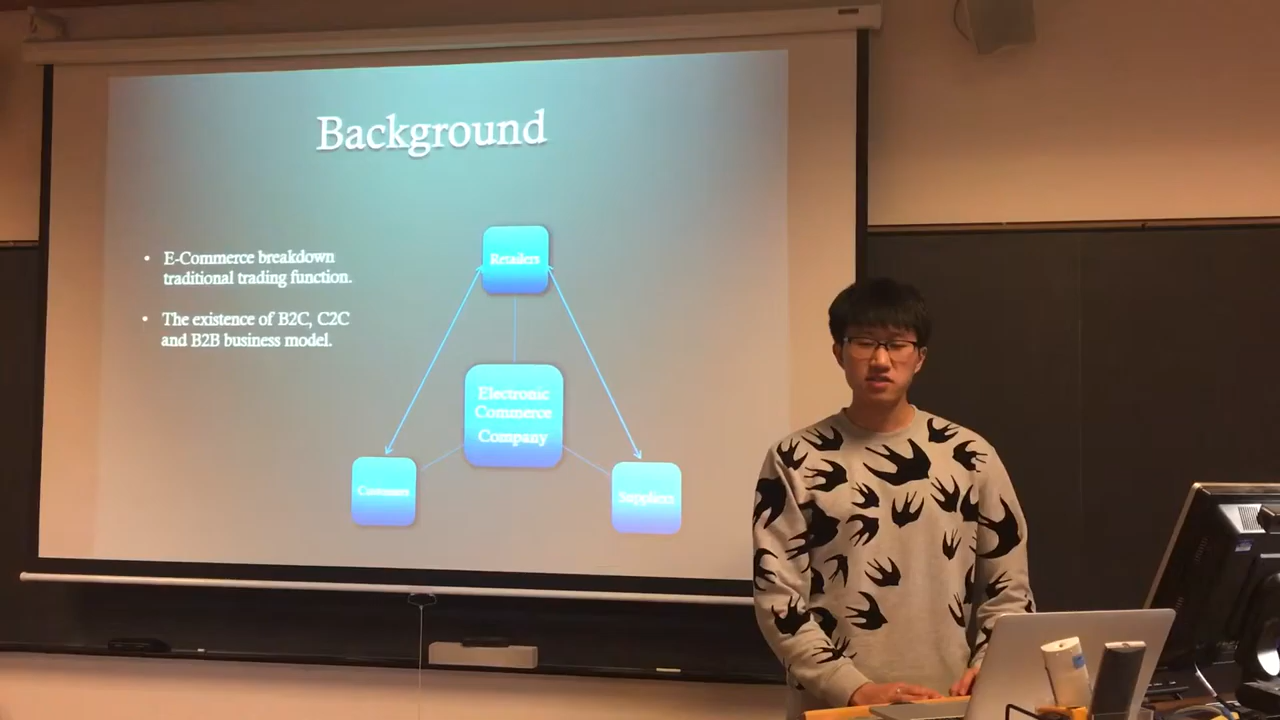 Background
• E-Commerce breakdown
traditional trading function.
• The existence of B2C, C2C
and B2B business model.
Retailers
Electronic
Commerce
Company
Customers
Suppliers